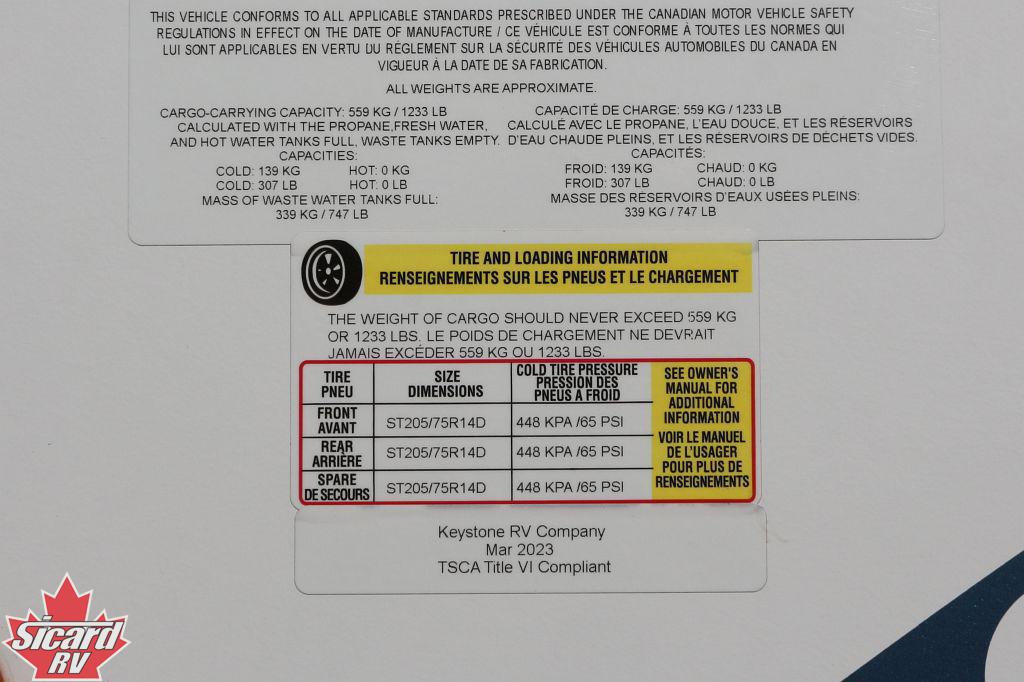 THIS VEHICLE CONFORMS TO ALL APPLICABLE STANDARDS PRESCRIBED UNDER THE CANADIAN MOTOR VEHICLE SAFETY
REGULATIONS IN EFFECT ON THE DATE OF MANUFACTURE / CE VÉHICULE EST CONFORME À TOUTES LES NORMES QUI
LUI SONT APPLICABLES EN VERTU DU RÉGLEMENT SUR LA SÉCURITÉ DES VÉHICULES AUTOMOBILES DU CANADA EN
VIGUEUR À LA DATE DE SA FABRICATION.
ALL WEIGHTS ARE APPROXIMATE.
CARGO-CARRYING CAPACITY: 559 KG / 1233 LB
CALCULATED WITH THE PROPANE,FRESH WATER,
AND HOT WATER TANKS FULL, WASTE TANKS EMPTY.
CAPACITIES:
COLD: 139 KG HOT: 0 KG
COLD: 307 LB HOT: 0 LB
MASS OF WASTE WATER TANKS FULL:
339 KG / 747 LB
CAPACITÉ DE CHARGE: 559 KG / 1233 LB
CALCULÉ AVEC LE PROPANE, L'EAU DOUCE, ET LES RÉSERVOIRS
D'EAU CHAUDE PLEINS, ET LES RÉSERVOIRS DE DÉCHETS VIDES.
CAPACITÉS:
FROID: 139 KG CHAUD: 0 KG
FROID: 307 LB CHAUD: 0 LB
MASSE DES RÉSERVOIRS D'EAUX USÉES PLEINS:
339 KG / 747 LB
TIRE AND LOADING INFORMATION
RENSEIGNEMENTS SUR LES PNEUS ET LE CHARGEMENT
THE WEIGHT OF CARGO SHOULD NEVER EXCEED 559 KG
OR 1233 LBS. LE POIDS DE CHARGEMENT NE DEVRAIT
JAMAIS EXCÉDER 559 KG OU 1233 LBS.
TIRE
PNEU
SIZE
DIMENSIONS
COLD TIRE PRESSURE
PRESSION DES
PNEUS A FROID
FRONT
AVANT
ST205/75R14D
448 KPA /65 PSI
REAR
ARRIÈRE
ST205/75R14D
448 KPA /65 PSI
SPARE
DE SECOURS
ST205/75R14D
448 KPA /65 PSI
SEE OWNER'S
MANUAL FOR
ADDITIONAL
INFORMATION
VOIR LE MANUEL
DE L'USAGER
POUR PLUS DE
RENSEIGNEMENTS
Keystone RV Company
Mar 2023
TSCA Title VI Compliant
Sicard
RV